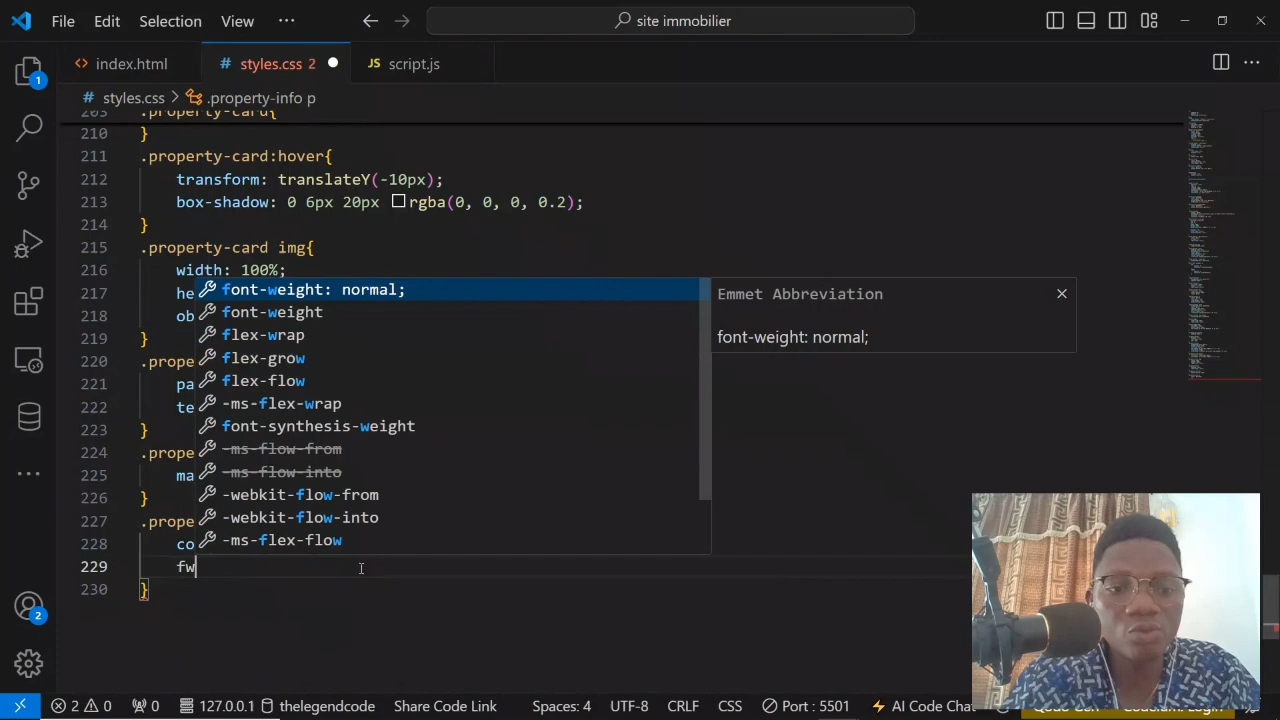 File Edit Selection View ··· site immobilier
index.html # styles.css 2 JS script.js ···
# styles.css > .property-info p
.property-card{
210 }
211 .property-card:hover{
212 transform: translateY(-10px);
213 box-shadow: 0 6px 20px rgba(0, 0, 0, 0.2);
214 }
215 .property-card img{
216 width: 100%;
217 he
218 ob
219 }
220 .prope
221 pa
222 te
223 }
224 .prope
225 ma
226 }
227 .prope
228 co
229 fw
230 }
font-weight: normal;
font-weight
flex-wrap
flex-grow
flex-flow
-ms-flex-wrap
font-synthesis-weight
-ms-flow-from
-ms-flow-into
-webkit-flow-from
-webkit-flow-into
-ms-flex-flow
Emmet Abbreviation
font-weight: normal;
1
2
2 0 0 127.0.0.1 thelegendcode Share Code Link Spaces: 4 UTF-8 CRLF CSS Port : 5501 AI Code Chat